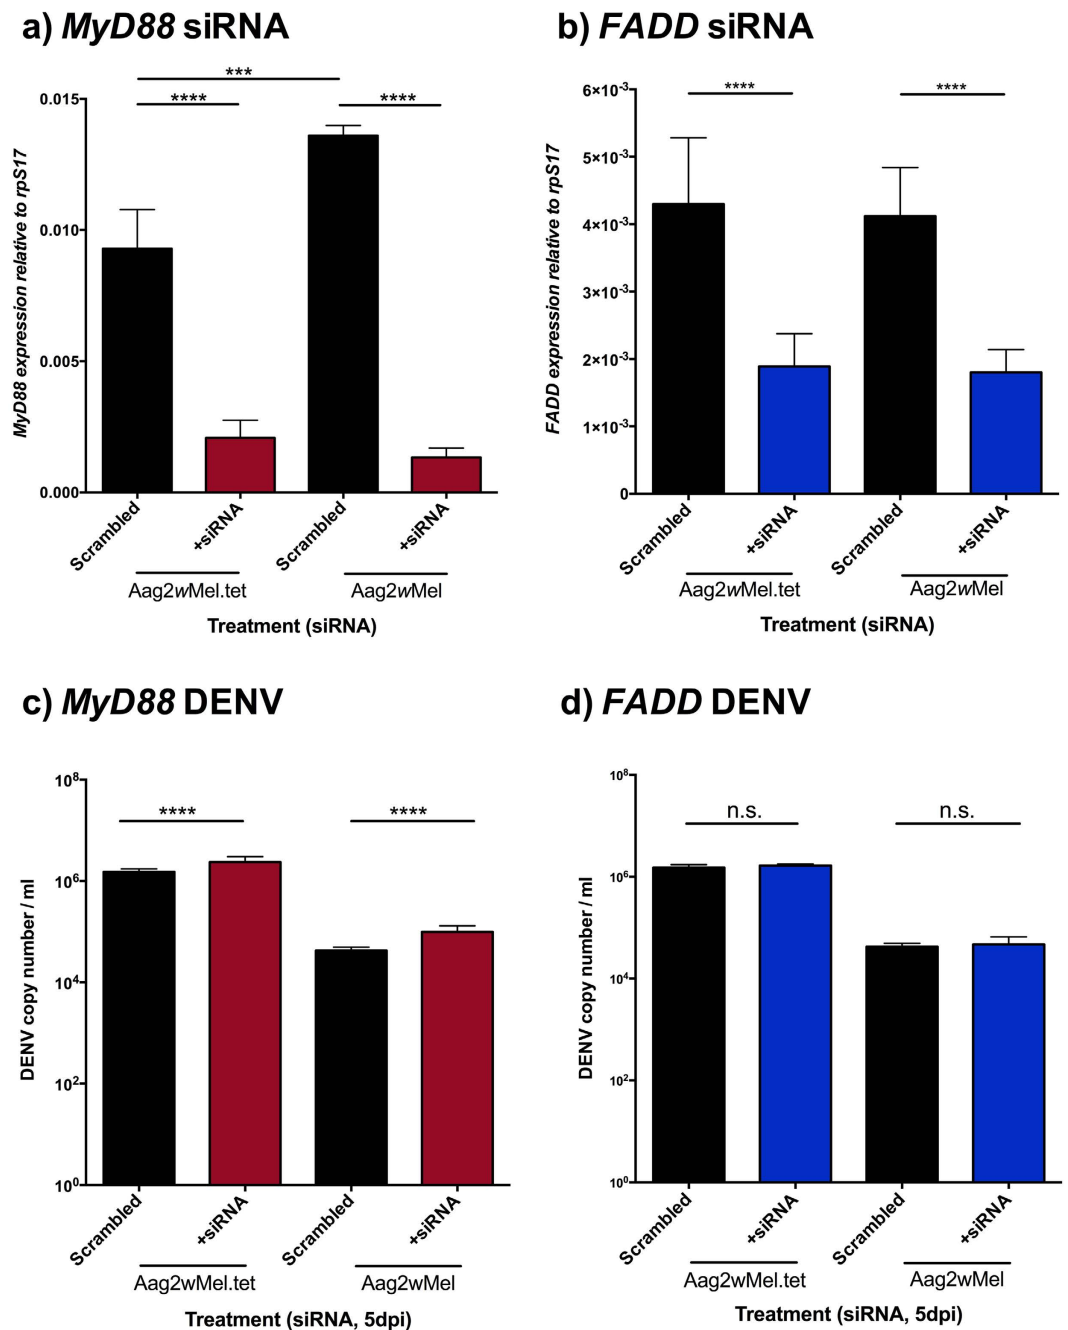 a) MyD88 siRNA
***
****
****
0.015
0.010
0.005
0.000
MyD88 expression relative to rpS17
Scrambled
+siRNA
Scrambled
+siRNA
Aag2wMel.tet
Aag2wMel
Treatment (siRNA)
b) FADD siRNA
****
****
6×10-3
5×10-3
4×10-3
3×10-3
2×10-3
1×10-3
0
FADD expression relative to rpS17
Scrambled
+siRNA
Scrambled
+siRNA
Aag2wMel.tet
Aag2wMel
Treatment (siRNA)
c) MyD88 DENV
****
****
10⁸
10⁶
10⁴
10²
10⁰
DENV copy number / ml
Scrambled
+siRNA
Scrambled
+siRNA
Aag2wMel.tet
Aag2wMel
Treatment (siRNA, 5dpi)
d) FADD DENV
n.s.
n.s.
10⁸
10⁶
10⁴
10²
10⁰
DENV copy number / ml
Scrambled
+siRNA
Scrambled
+siRNA
Aag2wMel.tet
Aag2wMel
Treatment (siRNA, 5dpi)